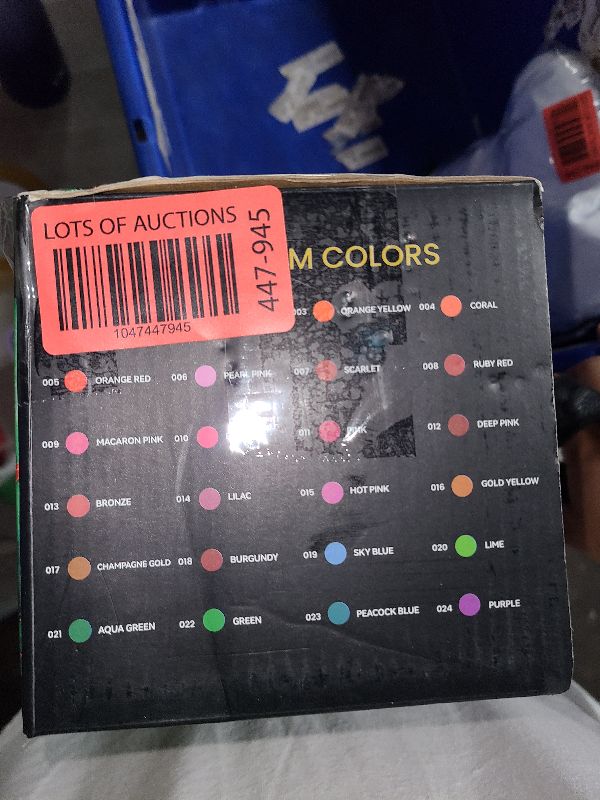 LOTS OF AUCTIONS
1047447945
447-945
M COLORS
003 ORANGE YELLOW 004 CORAL
005 ORANGE RED 006 PEARL PINK 007 SCARLET 008 RUBY RED
009 MACARON PINK 010 011 PINK 012 DEEP PINK
013 BRONZE 014 LILAC 015 HOT PINK 016 GOLD YELLOW
017 CHAMPAGNE GOLD 018 BURGUNDY 019 SKY BLUE 020 LIME
021 AQUA GREEN 022 GREEN 023 PEACOCK BLUE 024 PURPLE